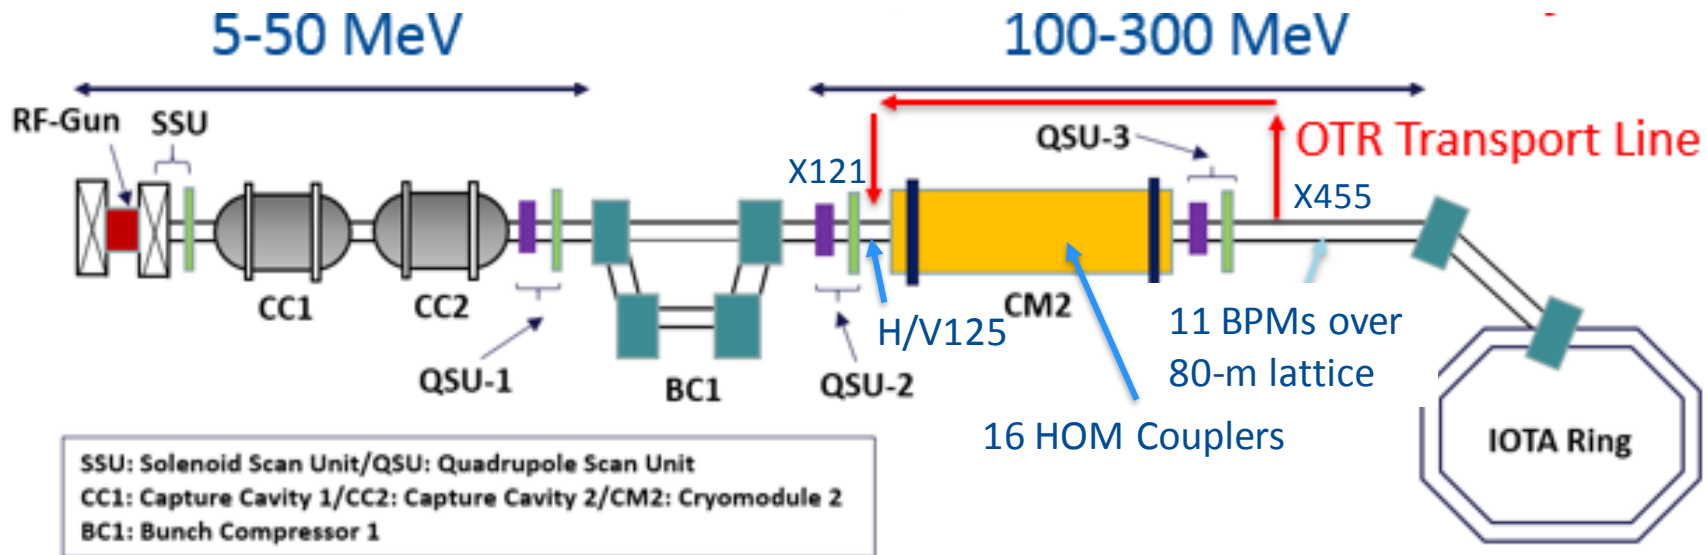 5-50 MeV
100-300 MeV
RF-Gun
SSU
QSU-3
OTR Transport Line
X121
X455
CC1
CC2
CM2
H/V125
11 BPMs over
80-m lattice
QSU-1
BC1
QSU-2
16 HOM Couplers
IOTA Ring
SSU: Solenoid Scan Unit/QSU: Quadrupole Scan Unit
CC1: Capture Cavity 1/CC2: Capture Cavity 2/CM2: Cryomodule 2
BC1: Bunch Compressor 1